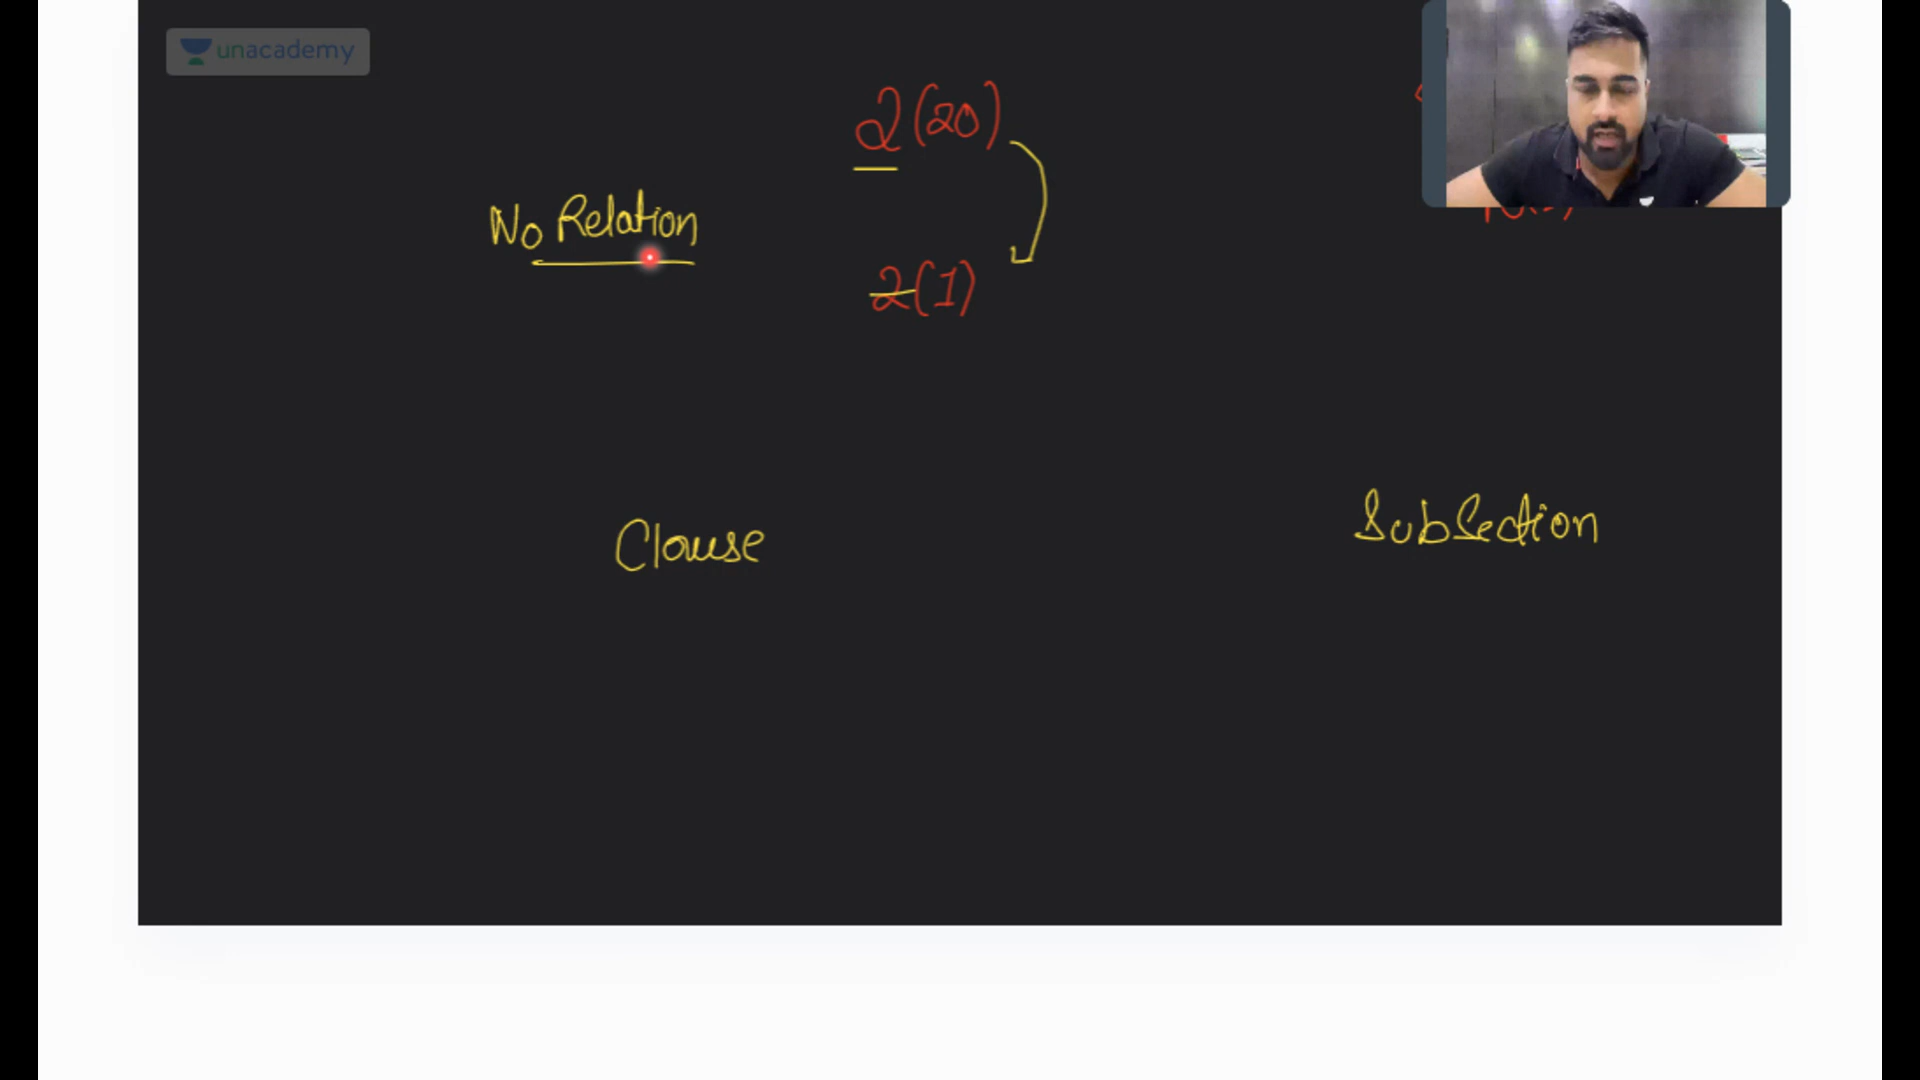 unacademy
2(20)
No Relation
2(1)
Clause
SubSection